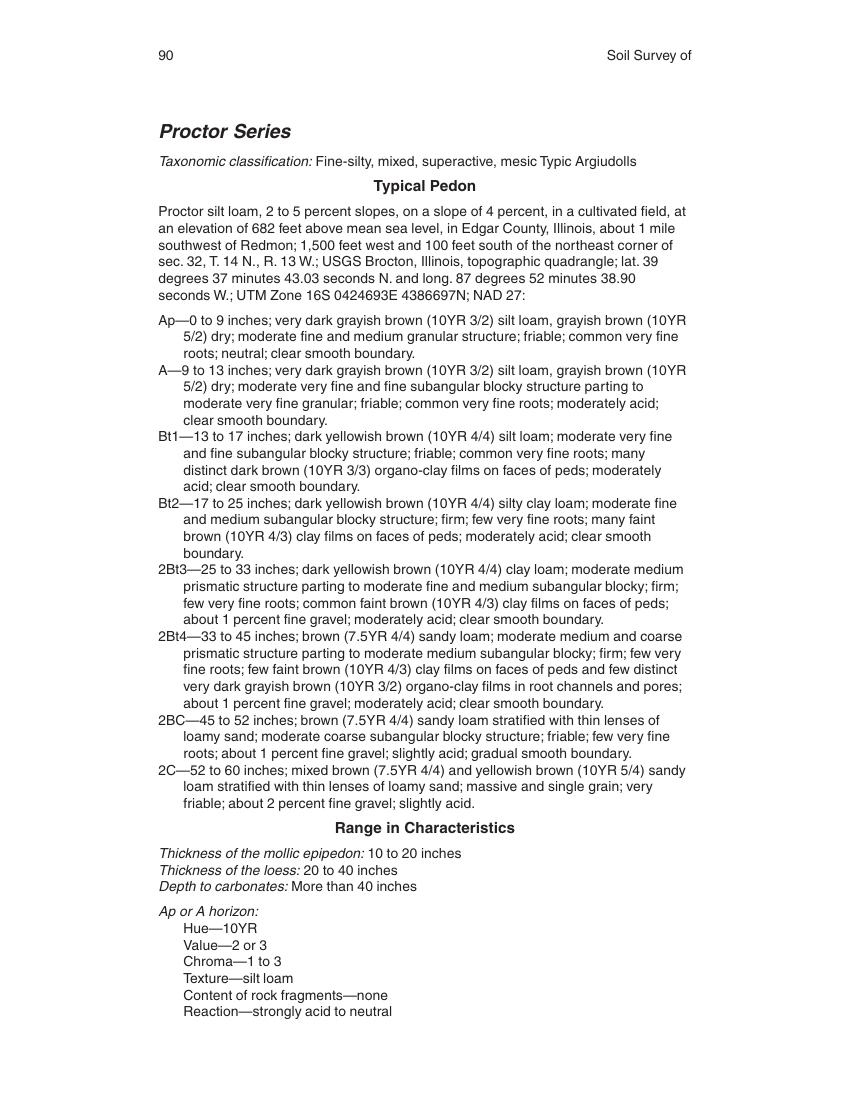 90
Soil Survey of
Proctor Series
Taxonomic classification: Fine-silty, mixed, superactive, mesic Typic Argiudolls
Typical Pedon
Proctor silt loam, 2 to 5 percent slopes, on a slope of 4 percent, in a cultivated field, at
an elevation of 682 feet above mean sea level, in Edgar County, Illinois, about 1 mile
southwest of Redmon; 1,500 feet west and 100 feet south of the northeast corner of
sec. 32, T. 14 N., R. 13 W.; USGS Brocton, Illinois, topographic quadrangle; lat. 39
degrees 37 minutes 43.03 seconds N. and long. 87 degrees 52 minutes 38.90
seconds W.; UTM Zone 16S 0424693E 4386697N; NAD 27:
Ap—0 to 9 inches; very dark grayish brown (10YR 3/2) silt loam, grayish brown (10YR
5/2) dry; moderate fine and medium granular structure; friable; common very fine
roots; neutral; clear smooth boundary.
A—9 to 13 inches; very dark grayish brown (10YR 3/2) silt loam, grayish brown (10YR
5/2) dry; moderate very fine and fine subangular blocky structure parting to
moderate very fine granular; friable; common very fine roots; moderately acid;
clear smooth boundary.
Bt1—13 to 17 inches; dark yellowish brown (10YR 4/4) silt loam; moderate very fine
and fine subangular blocky structure; friable; common very fine roots; many
distinct dark brown (10YR 3/3) organo-clay films on faces of peds; moderately
acid; clear smooth boundary.
Bt2—17 to 25 inches; dark yellowish brown (10YR 4/4) silty clay loam; moderate fine
and medium subangular blocky structure; firm; few very fine roots; many faint
brown (10YR 4/3) clay films on faces of peds; moderately acid; clear smooth
boundary.
2Bt3—25 to 33 inches; dark yellowish brown (10YR 4/4) clay loam; moderate medium
prismatic structure parting to moderate fine and medium subangular blocky; firm;
few very fine roots; common faint brown (10YR 4/3) clay films on faces of peds;
about 1 percent fine gravel; moderately acid; clear smooth boundary.
2Bt4—33 to 45 inches; brown (7.5YR 4/4) sandy loam; moderate medium and coarse
prismatic structure parting to moderate medium subangular blocky; firm; few very
fine roots; few faint brown (10YR 4/3) clay films on faces of peds and few distinct
very dark grayish brown (10YR 3/2) organo-clay films in root channels and pores;
about 1 percent fine gravel; moderately acid; clear smooth boundary.
2BC—45 to 52 inches; brown (7.5YR 4/4) sandy loam stratified with thin lenses of
loamy sand; moderate coarse subangular blocky structure; friable; few very fine
roots; about 1 percent fine gravel; slightly acid; gradual smooth boundary.
2C—52 to 60 inches; mixed brown (7.5YR 4/4) and yellowish brown (10YR 5/4) sandy
loam stratified with thin lenses of loamy sand; massive and single grain; very
friable; about 2 percent fine gravel; slightly acid.
Range in Characteristics
Thickness of the mollic epipedon: 10 to 20 inches
Thickness of the loess: 20 to 40 inches
Depth to carbonates: More than 40 inches
Ap or A horizon:
Hue—10YR
Value—2 or 3
Chroma—1 to 3
Texture—silt loam
Content of rock fragments—none
Reaction—strongly acid to neutral